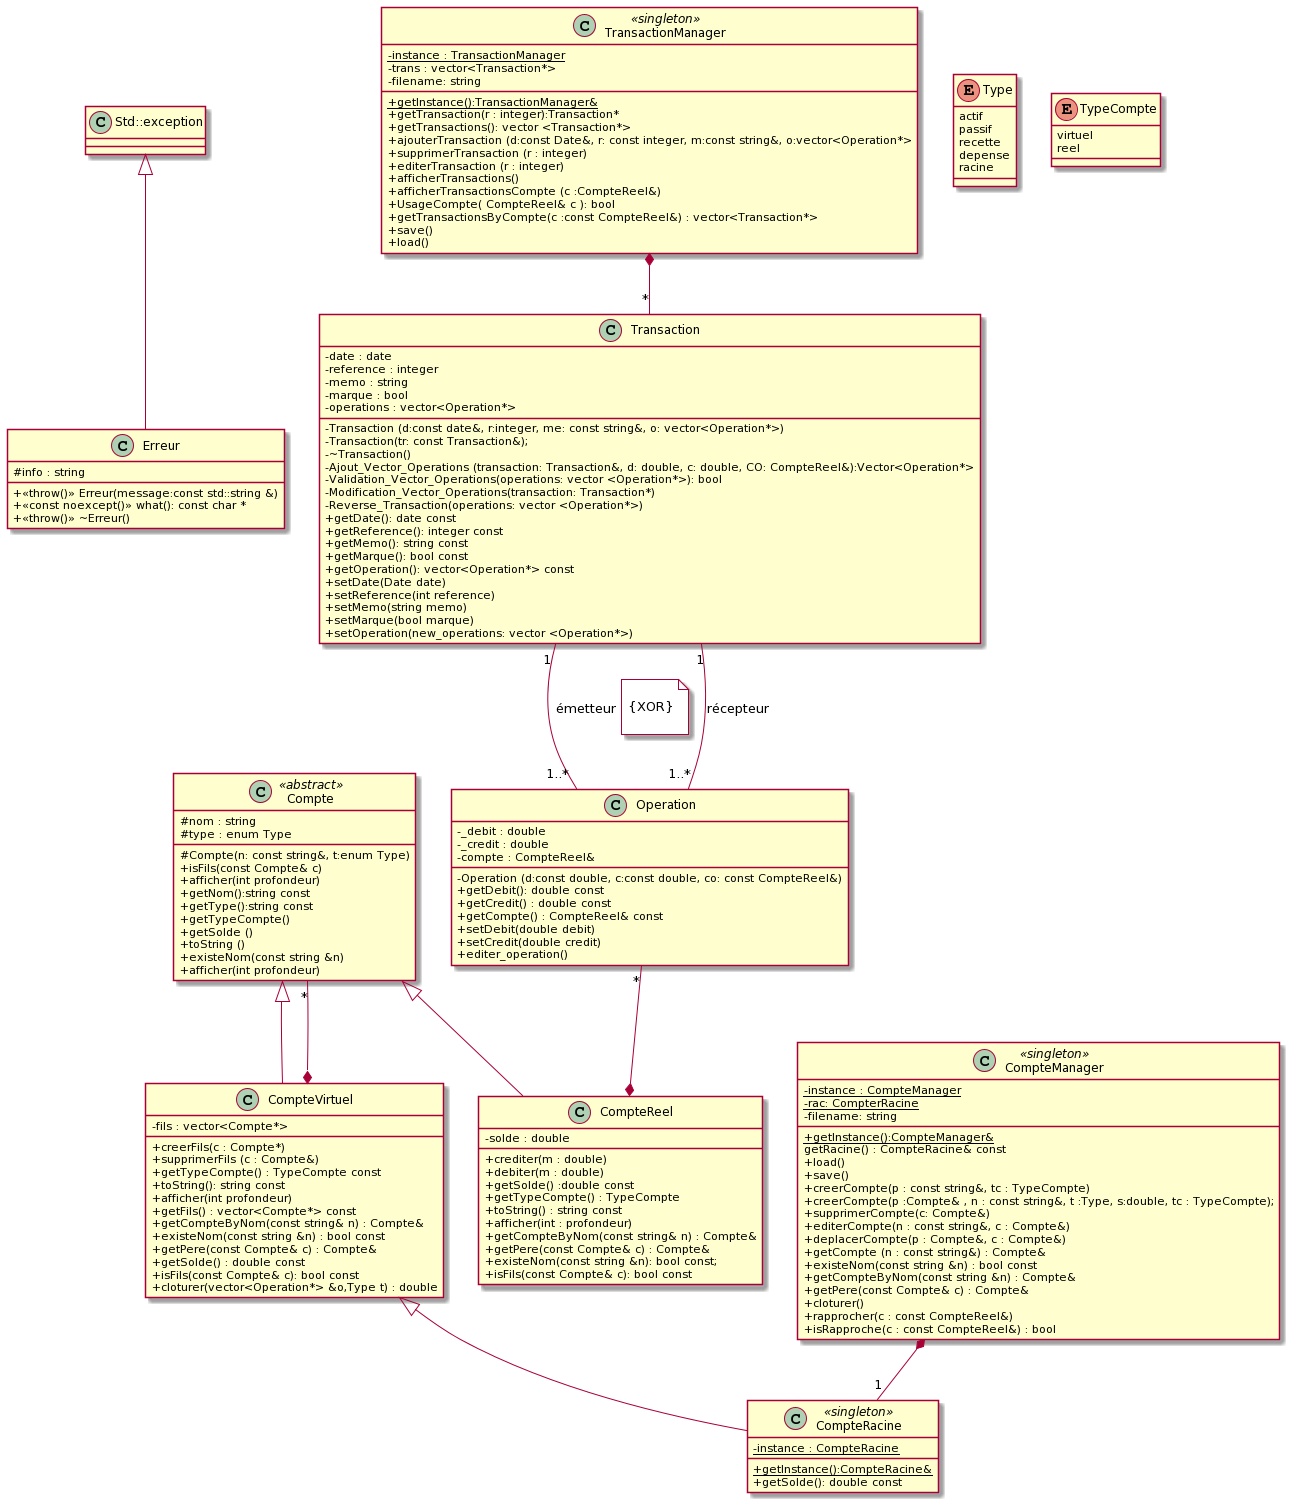 «singleton»
TransactionManager
-instance : TransactionManager
-trans : vector<Transaction*>
-filename: string
+getInstance():TransactionManager&
+getTransaction(r : integer):Transaction*
+getTransactions(): vector <Transaction*>
+ajouterTransaction (d:const Date&, r: const integer, m:const string&, o:vector<Operation*>
+supprimerTransaction (r : integer)
+editerTransaction (r : integer)
+afficherTransactions()
+afficherTransactionsCompte (c :CompteReel&)
+UsageCompte( CompteReel& c ): bool
+getTransactionsByCompte(c :const CompteReel&) : vector<Transaction*>
+save()
+load()
E Type
actif
passif
recette
depense
racine
E TypeCompte
virtuel
reel
C Std::exception
C
*
C Transaction
-date : date
-reference : integer
-memo : string
-marque : bool
-operations : vector<Operation*>
-Transaction (d:const date&, r:integer, me: const string&, o: vector<Operation*>)
-Transaction(tr: const Transaction&);
-~Transaction()
-Ajout_Vector_Operations (transaction: Transaction&, d: double, c: double, CO: CompteReel&):Vector<Operation*>
-Validation_Vector_Operations(operations: vector <Operation*>): bool
-Modification_Vector_Operations(transaction: Transaction*)
-Reverse_Transaction(operations: vector <Operation*>)
+getDate(): date const
+getReference(): integer const
+getMemo(): string const
+getMarque(): bool const
+getOperation(): vector<Operation*> const
+setDate(Date date)
+setReference(int reference)
+setMemo(string memo)
+setMarque(bool marque)
+setOperation(new_operations: vector <Operation*>)
C Erreur
#info : string
+«throw()» Erreur(message:const std::string &)
+«const noexcept()» what(): const char *
+«throw()» ~Erreur()
1
1
émetteur
{XOR}
récepteur
1..*
1..*
«abstract»
C Compte
#nom : string
#type : enum Type
#Compte(n: const string&, t:enum Type)
+isFils(const Compte& c)
+afficher(int profondeur)
+getNom():string const
+getType():string const
+getTypeCompte()
+getSolde ()
+toString ()
+existeNom(const string &n)
+afficher(int profondeur)
C Operation
-_debit : double
-_credit : double
-compte : CompteReel&
-Operation (d:const double, c:const double, co: const CompteReel&)
+getDebit(): double const
+getCredit() : double const
+getCompte() : CompteReel& const
+setDebit(double debit)
+setCredit(double credit)
+editer_operation()
*
*
C CompteVirtuel
-fils : vector<Compte*>
+creerFils(c : Compte*)
+supprimerFils (c : Compte&)
+getTypeCompte() : TypeCompte const
+toString(): string const
+afficher(int profondeur)
+getFils() : vector<Compte*> const
+getCompteByNom(const string& n) : Compte&
+existeNom(const string &n) : bool const
+getPere(const Compte& c) : Compte&
+getSolde() : double const
+isFils(const Compte& c): bool const
+cloturer(vector<Operation*> &o,Type t) : double
C CompteReel
-solde : double
+crediter(m : double)
+debiter(m : double)
+getSolde() :double const
+getTypeCompte() : TypeCompte
+toString() : string const
+afficher(int : profondeur)
+getCompteByNom(const string& n) : Compte&
+getPere(const Compte& c) : Compte&
+existeNom(const string &n): bool const;
+isFils(const Compte& c): bool const
«singleton»
C CompteManager
-instance : CompteManager
-rac: CompterRacine
-filename: string
+getInstance():CompteManager&
getRacine() : CompteRacine& const
+load()
+save()
+creerCompte(p : const string&, tc : TypeCompte)
+creerCompte(p :Compte& , n : const string&, t :Type, s:double, tc : TypeCompte);
+supprimerCompte(c: Compte&)
+editerCompte(n : const string&, c : Compte&)
+deplacerCompte(p : Compte&, c : Compte&)
+getCompte (n : const string&) : Compte&
+existeNom(const string &n) : bool const
+getCompteByNom(const string &n) : Compte&
+getPere(const Compte& c) : Compte&
+cloturer()
+rapprocher(c : const CompteReel&)
+isRapproche(c : const CompteReel&) : bool
1
«singleton»
C CompteRacine
-instance : CompteRacine
+getInstance():CompteRacine&
+getSolde(): double const